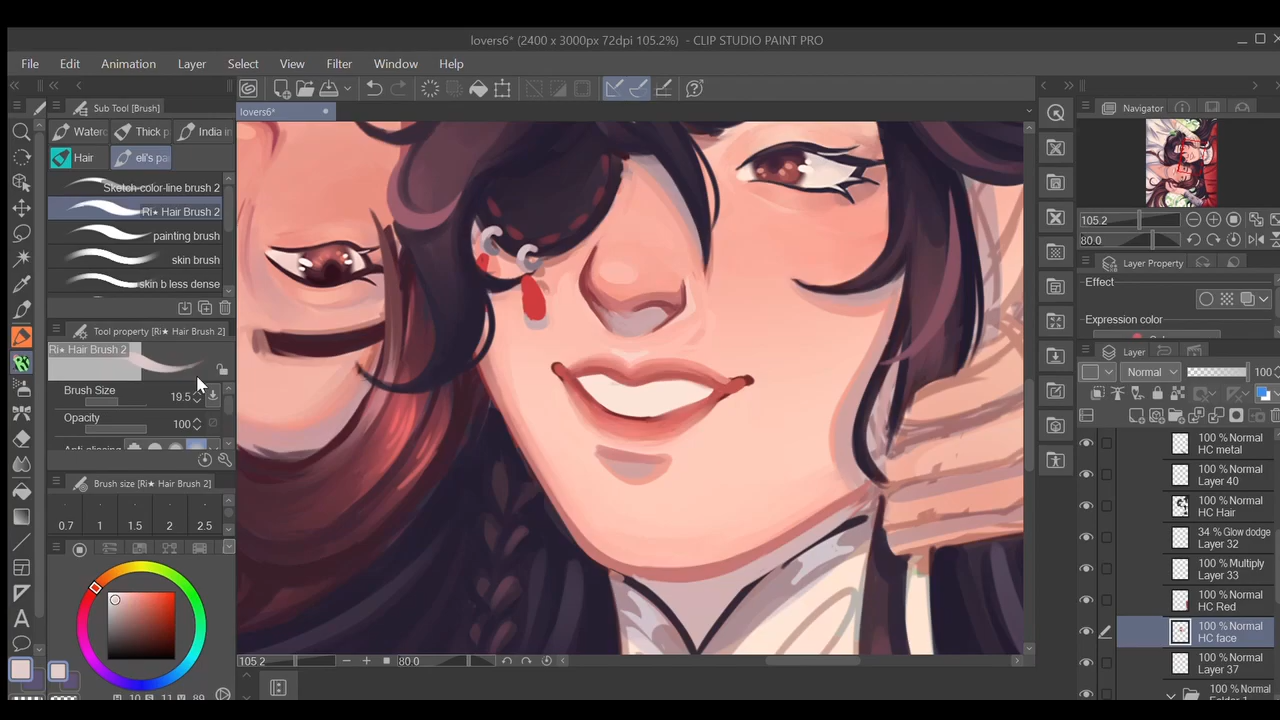 lovers6* (2400 x 3000px 72dpi 105.2%) - CLIP STUDIO PAINT PRO
File Edit Animation Layer Select View Filter Window Help
Sub Tool [Brush]
lovers6*
Navigator
Thick p
India in
Hair
eli's pa
Sketch color-line brush 2
Ri★ Hair Brush 2
painting brush
skin brush
skin b less dense
105.2
80.0
Layer Property
Effect
Expression color
Tool property [Ri★ Hair Brush 2]
Ri★ Hair Brush 2
Brush Size 19.5
Opacity 100
Layer
Normal 100
100 % Normal
HC metal
100 % Normal
Layer 40
100 % Normal
HC Hair
34 % Glow dodge
Layer 32
100 % Multiply
Layer 33
100 % Normal
HC Red
100 % Normal
HC face
100 % Normal
Layer 37
100 % Normal
Brush size [Ri★ Hair Brush 2]
0.7 1 1.5 2 2.5
105.2 80.0